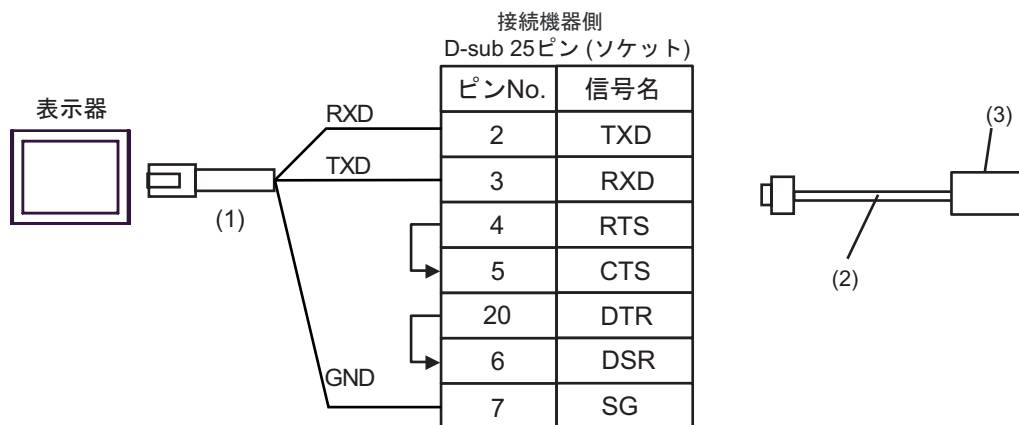 接続機器側
D-sub 25ピン (ソケット)
ピンNo. 信号名
表示器
RXD
2 TXD
TXD
3 RXD
(1)
4 RTS
5 CTS
20 DTR
6 DSR
GND
7 SG
(3)
(2)